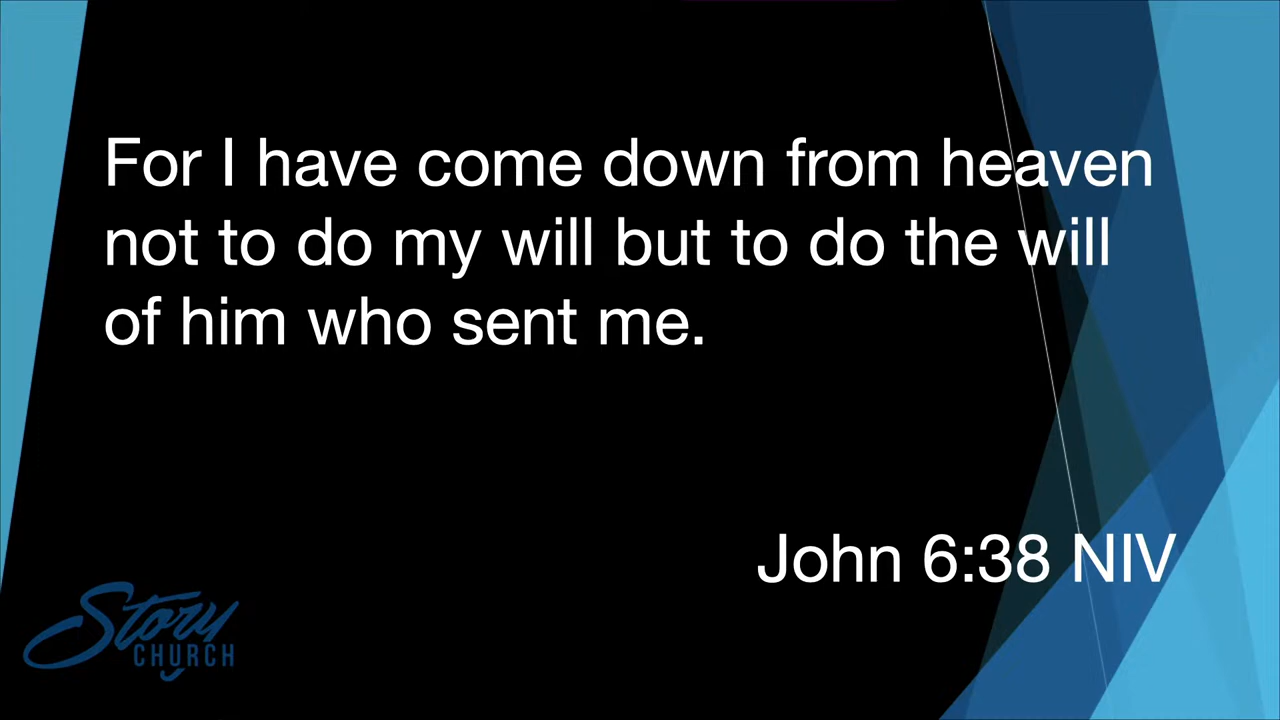 For I have come down from heaven
not to do my will but to do the will
of him who sent me.
John 6:38 NIV
Story
CHURCH